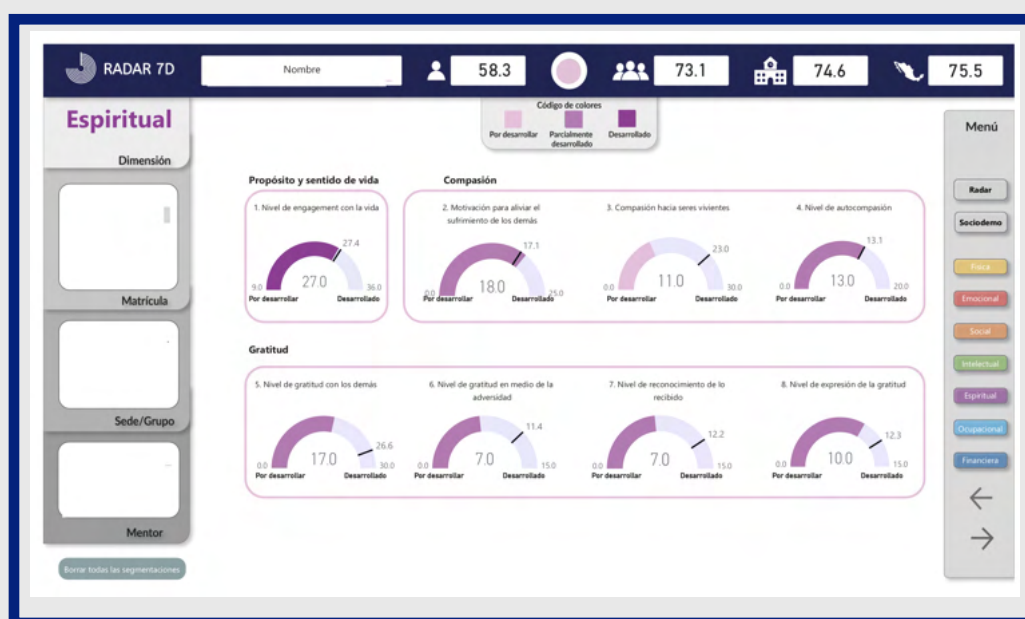 RADAR 7D
Nombre
58.3
73.1
74.6
75.5
Espiritual
Dimensión
Matrícula
Sede/Grupo
Mentor
Borrar todas las segmentaciones
Código de colores
Por desarrollar
Parcialmente
desarrollado
Desarrollado
Propósito y sentido de vida
1. Nivel de engagement con la vida
27.4
27.0
9.0
36.0
Por desarrollar
Desarrollado
Compasión
2. Motivación para aliviar el
sufrimiento de los demás
17.1
18.0
0.0
25.0
Por desarrollar
Desarrollado
3. Compasión hacia seres vivientes
23.0
11.0
0.0
30.0
Por desarrollar
Desarrollado
4. Nivel de autocompasión
13.1
13.0
0.0
20.0
Por desarrollar
Desarrollado
Gratitud
5. Nivel de gratitud con los demás
26.6
17.0
0.0
30.0
Por desarrollar
Desarrollado
6. Nivel de gratitud en medio de la
adversidad
11.4
7.0
0.0
15.0
Por desarrollar
Desarrollado
7. Nivel de reconocimiento de lo
recibido
12.2
7.0
0.0
15.0
Por desarrollar
Desarrollado
8. Nivel de expresión de la gratitud
12.3
10.0
0.0
15.0
Por desarrollar
Desarrollado
Menú
Radar
Sociodemo
Física
Emocional
Social
Intelectual
Espiritual
Ocupacional
Financiera